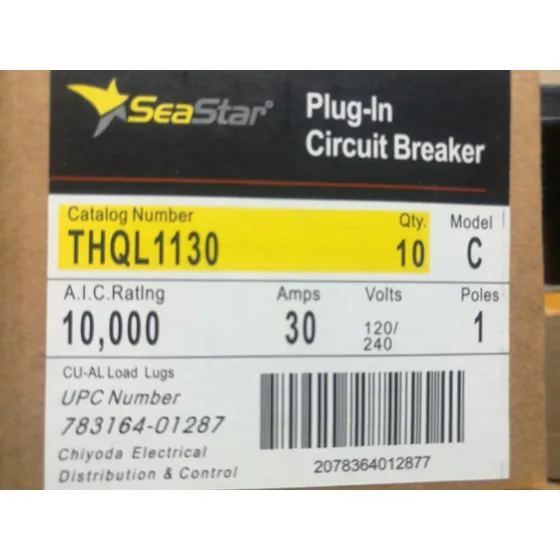 SeaStar®
Plug-In
Circuit Breaker
Catalog Number
THQL1130
Qty.
10
Model
C
A.I.C.RatIng
10,000
Amps
30
Volts
120/
240
Poles
1
CU-AL Load Lugs
UPC Number
783164-01287
Chiyoda Electrical
Distribution & Control
2078364012877